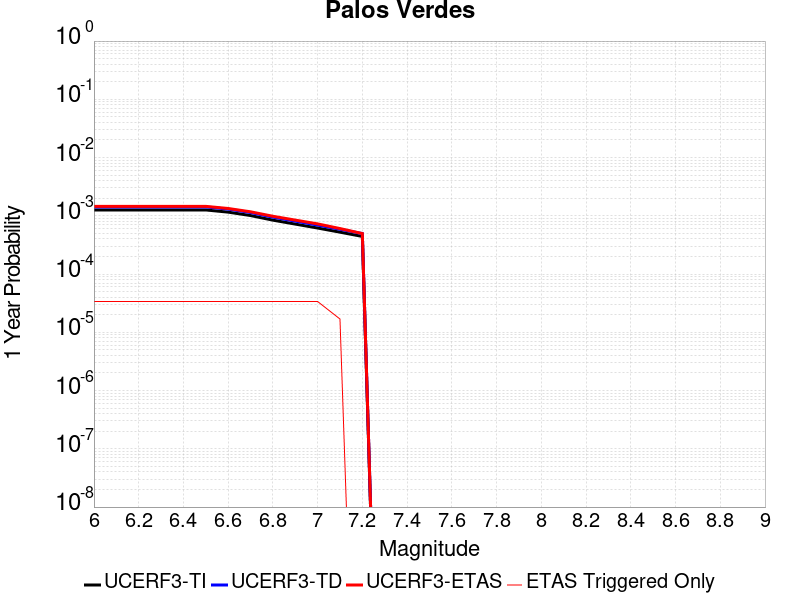 Palos Verdes
10^0
10^-1
10^-2
10^-3
10^-4
10^-5
10^-6
10^-7
10^-8
1 Year Probability
6 6.2 6.4 6.6 6.8 7 7.2 7.4 7.6 7.8 8 8.2 8.4 8.6 8.8 9
Magnitude
UCERF3-TI UCERF3-TD UCERF3-ETAS ETAS Triggered Only